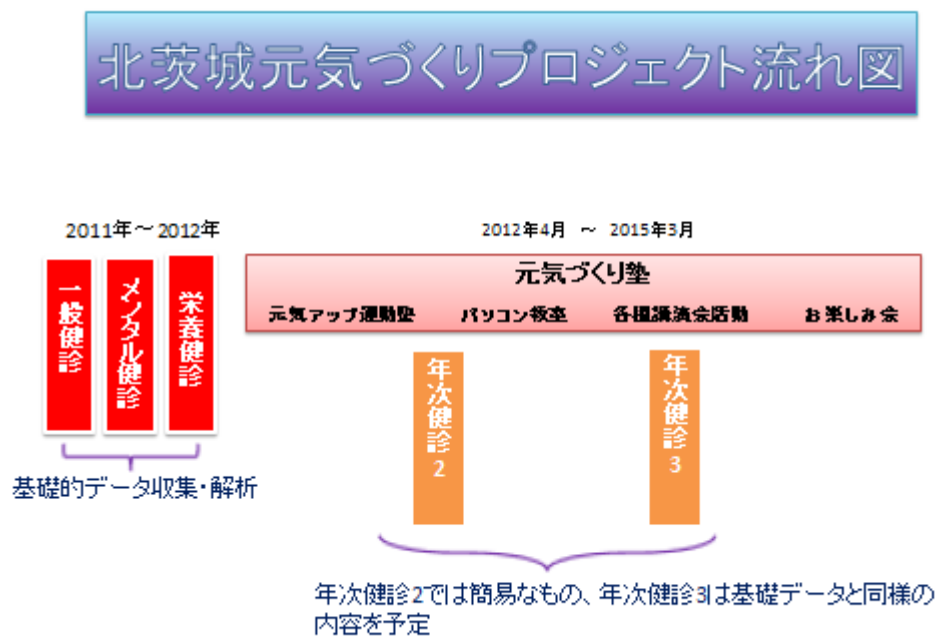 北茨城元気づくりプロジェクト流れ図
2011年～2012年
2012年4月　～　2015年3月
一般健診
メンタル健診
栄養健診
元気づくり塾
元気アップ運動塾　パソコン教室　各種講演会活動　お楽しみ会
年次健診2
年次健診3
基礎的データ収集・解析
年次健診2では簡易なもの、年次健診3は基礎データと同様の
内容を予定